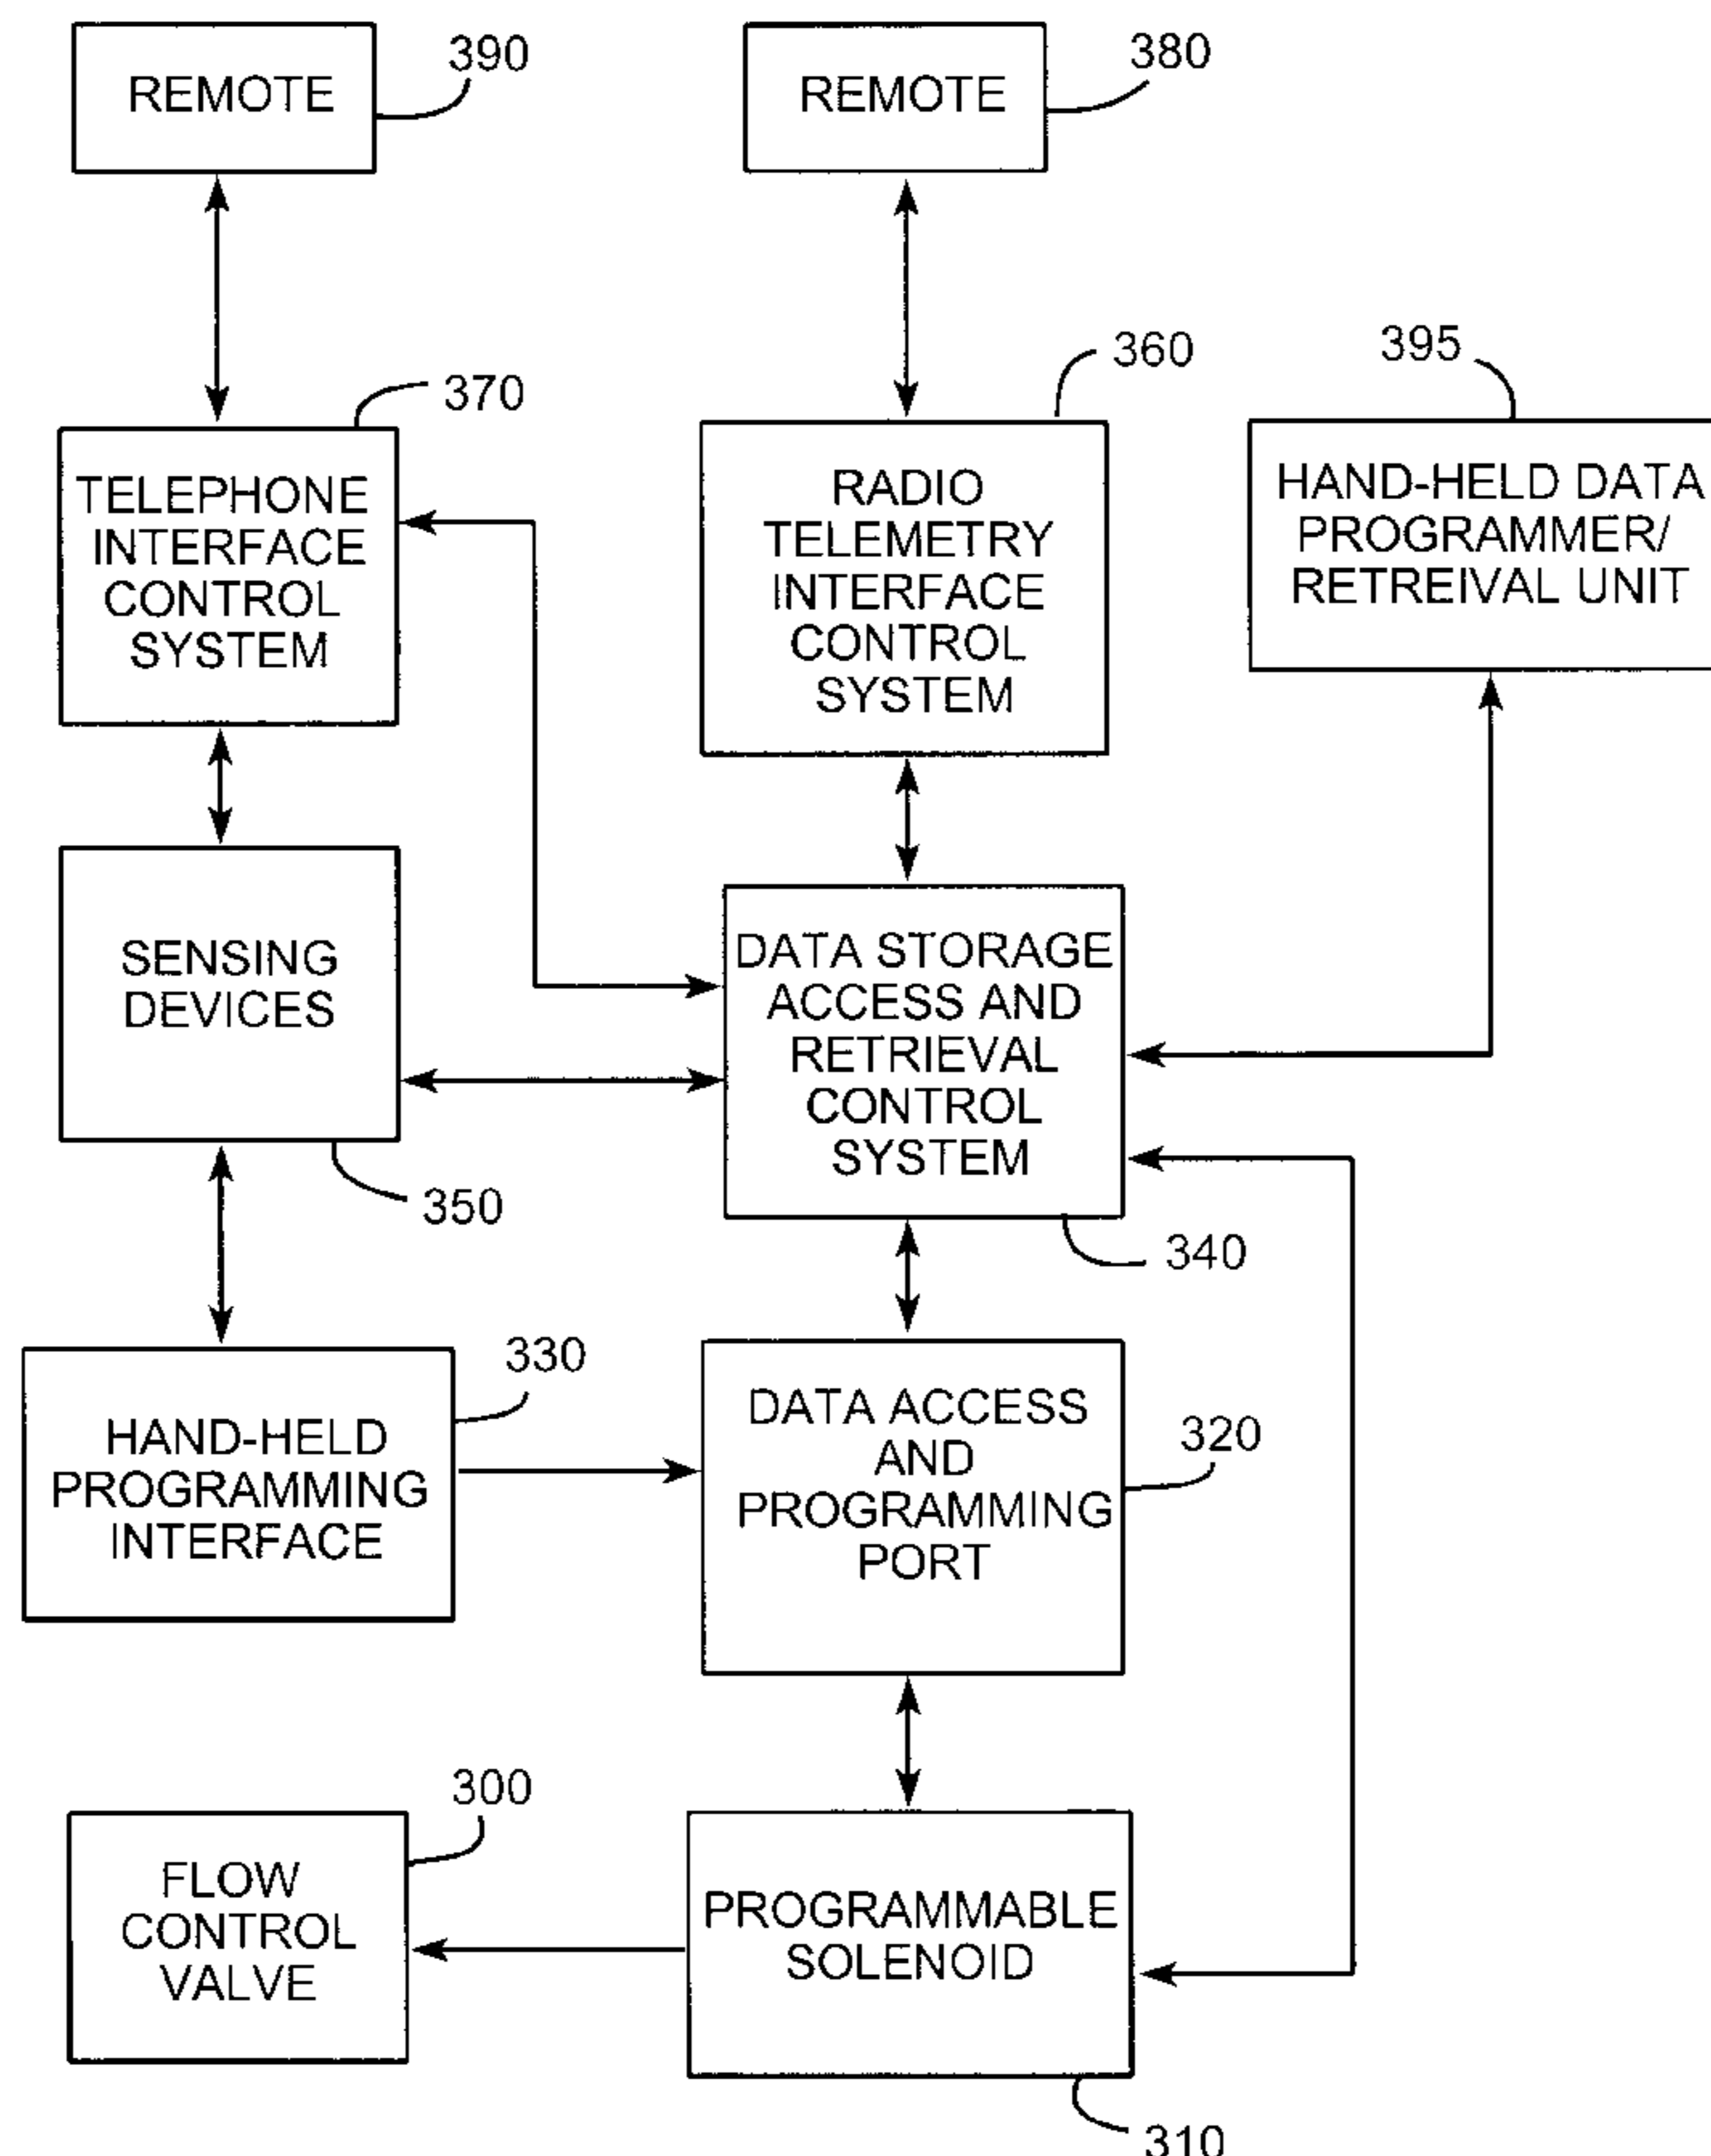 REMOTE
390
REMOTE
380
370
360
395
TELEPHONE
INTERFACE
CONTROL
SYSTEM
RADIO
TELEMETRY
INTERFACE
CONTROL
SYSTEM
HAND-HELD DATA
PROGRAMMER/
RETREIVAL UNIT
SENSING
DEVICES
350
DATA STORAGE
ACCESS AND
RETRIEVAL
CONTROL
SYSTEM
340
HAND-HELD
PROGRAMMING
INTERFACE
330
DATA ACCESS
AND
PROGRAMMING
PORT
320
FLOW
CONTROL
VALVE
300
PROGRAMMABLE
SOLENOID
310